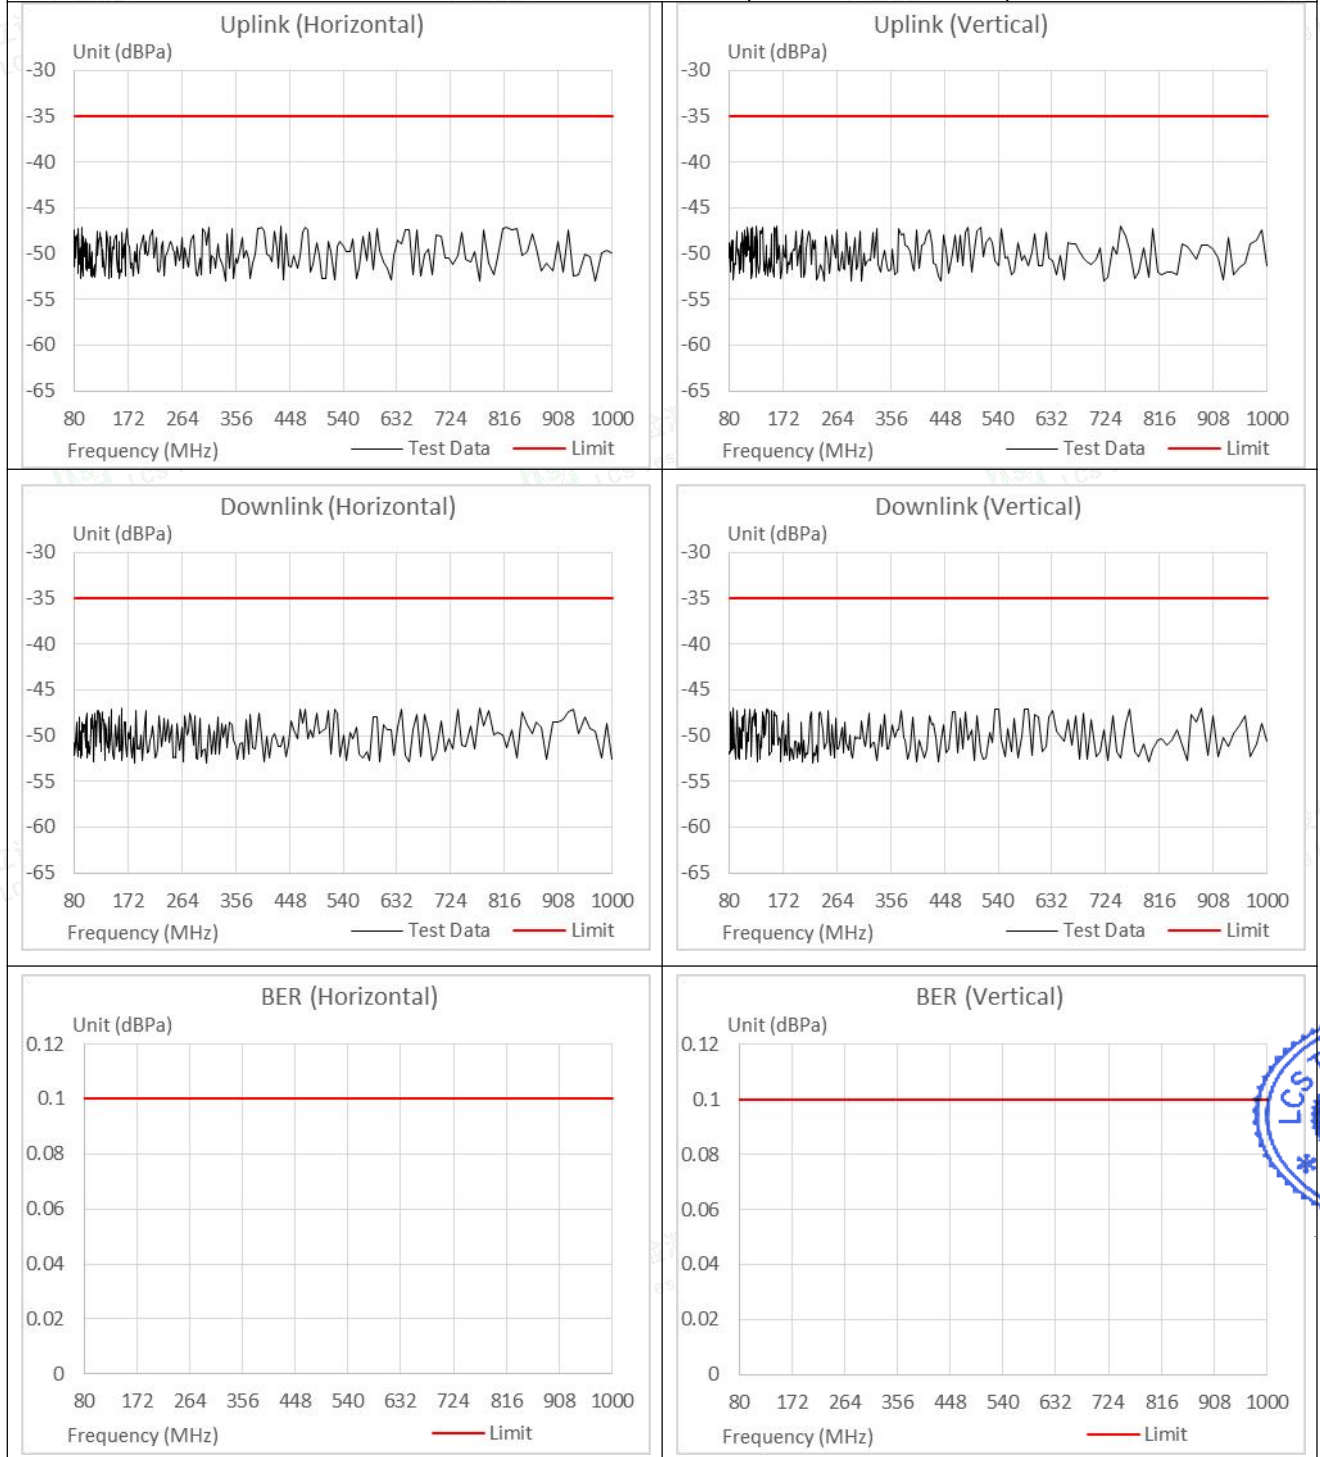 Uplink (Horizontal)
Unit (dBPa)
-30
-35
-40
-45
-50
-55
-60
-65
80 172 264 356 448 540 632 724 816 908 1000
Frequency (MHz)
Test Data
Limit
Uplink (Vertical)
Unit (dBPa)
-30
-35
-40
-45
-50
-55
-60
-65
80 172 264 356 448 540 632 724 816 908 1000
Frequency (MHz)
Test Data
Limit
Downlink (Horizontal)
Unit (dBPa)
-30
-35
-40
-45
-50
-55
-60
-65
80 172 264 356 448 540 632 724 816 908 1000
Frequency (MHz)
Test Data
Limit
Downlink (Vertical)
Unit (dBPa)
-30
-35
-40
-45
-50
-55
-60
-65
80 172 264 356 448 540 632 724 816 908 1000
Frequency (MHz)
Test Data
Limit
BER (Horizontal)
Unit (dBPa)
0.12
0.1
0.08
0.06
0.04
0.02
0
80 172 264 356 448 540 632 724 816 908 1000
Frequency (MHz)
Limit
BER (Vertical)
Unit (dBPa)
0.12
0.1
0.08
0.06
0.04
0.02
0
80 172 264 356 448 540 632 724 816 908 1000
Frequency (MHz)
Limit
LCS